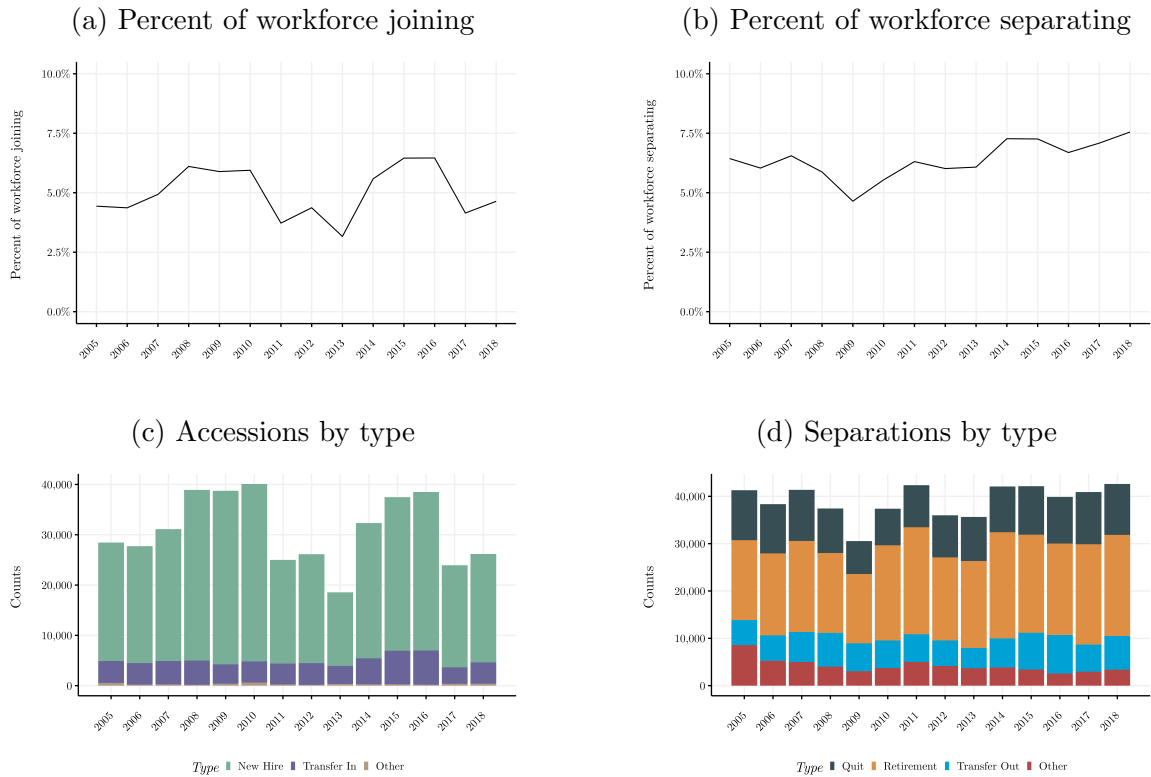 (a) Percent of workforce joining
Percent of workforce joining
10.0%
7.5%
5.0%
2.5%
0.0%
2005 2006 2007 2008 2009 2010 2011 2012 2013 2014 2015 2016 2017 2018
(b) Percent of workforce separating
Percent of workforce separating
10.0%
7.5%
5.0%
2.5%
0.0%
2005 2006 2007 2008 2009 2010 2011 2012 2013 2014 2015 2016 2017 2018
(c) Accessions by type
Counts
40,000
30,000
20,000
10,000
0
2005 2006 2007 2008 2009 2010 2011 2012 2013 2014 2015 2016 2017 2018
Type New Hire Transfer In Other
(d) Separations by type
Counts
40,000
30,000
20,000
10,000
0
2005 2006 2007 2008 2009 2010 2011 2012 2013 2014 2015 2016 2017 2018
Type Quit Retirement Transfer Out Other